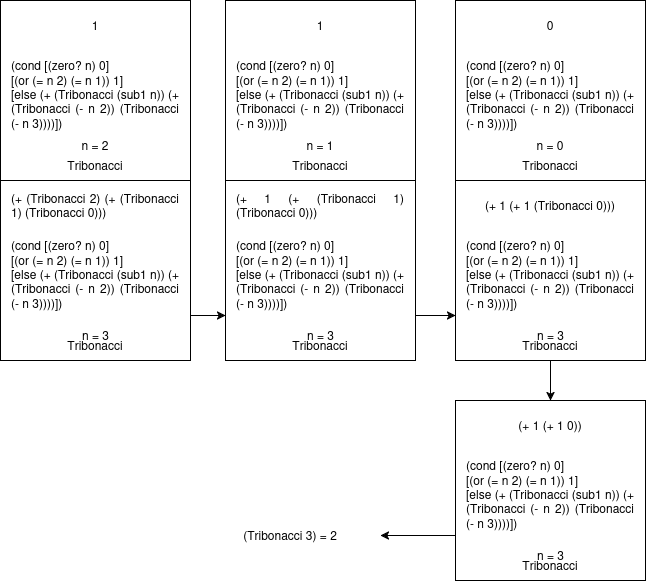 1
(cond [(zero? n) 0]
[(or (= n 2) (= n 1)) 1]
[else (+ (Tribonacci (sub1 n)) (+
(Tribonacci (- n 2)) (Tribonacci
(- n 3))))])
n = 2
Tribonacci
(+ (Tribonacci 2) (+ (Tribonacci
1) (Tribonacci 0)))
(cond [(zero? n) 0]
[(or (= n 2) (= n 1)) 1]
[else (+ (Tribonacci (sub1 n)) (+
(Tribonacci (- n 2)) (Tribonacci
(- n 3))))])
n = 3
Tribonacci
1
(cond [(zero? n) 0]
[(or (= n 2) (= n 1)) 1]
[else (+ (Tribonacci (sub1 n)) (+
(Tribonacci (- n 2)) (Tribonacci
(- n 3))))])
n = 1
Tribonacci
(+ 1 (+ (Tribonacci 1)
(Tribonacci 0)))
(cond [(zero? n) 0]
[(or (= n 2) (= n 1)) 1]
[else (+ (Tribonacci (sub1 n)) (+
(Tribonacci (- n 2)) (Tribonacci
(- n 3))))])
n = 3
Tribonacci
0
(cond [(zero? n) 0]
[(or (= n 2) (= n 1)) 1]
[else (+ (Tribonacci (sub1 n)) (+
(Tribonacci (- n 2)) (Tribonacci
(- n 3))))])
n = 0
Tribonacci
(+ 1 (+ 1 (Tribonacci 0)))
(cond [(zero? n) 0]
[(or (= n 2) (= n 1)) 1]
[else (+ (Tribonacci (sub1 n)) (+
(Tribonacci (- n 2)) (Tribonacci
(- n 3))))])
n = 3
Tribonacci
(+ 1 (+ 1 0))
(cond [(zero? n) 0]
[(or (= n 2) (= n 1)) 1]
[else (+ (Tribonacci (sub1 n)) (+
(Tribonacci (- n 2)) (Tribonacci
(- n 3))))])
n = 3
Tribonacci
(Tribonacci 3) = 2